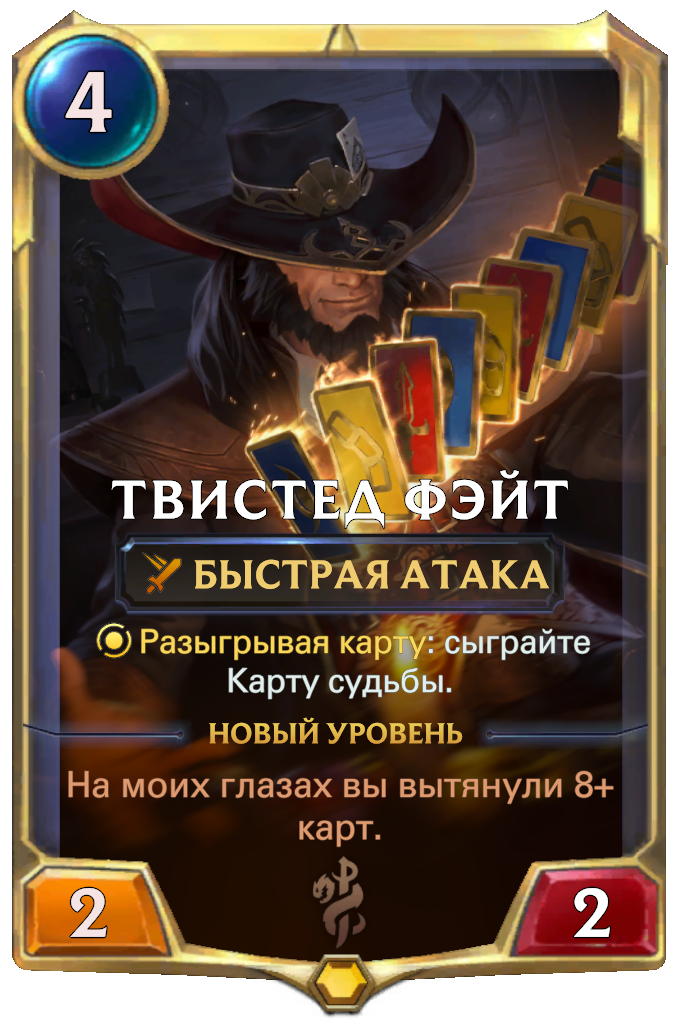 4
ТВИСТЕД ФЭЙТ
БЫСТРАЯ АТАКА
Разыгрывая карту: сыграйте
Карту судьбы.
НОВЫЙ УРОВЕНЬ
На моих глазах вы вытянули 8+
карт.
2
2